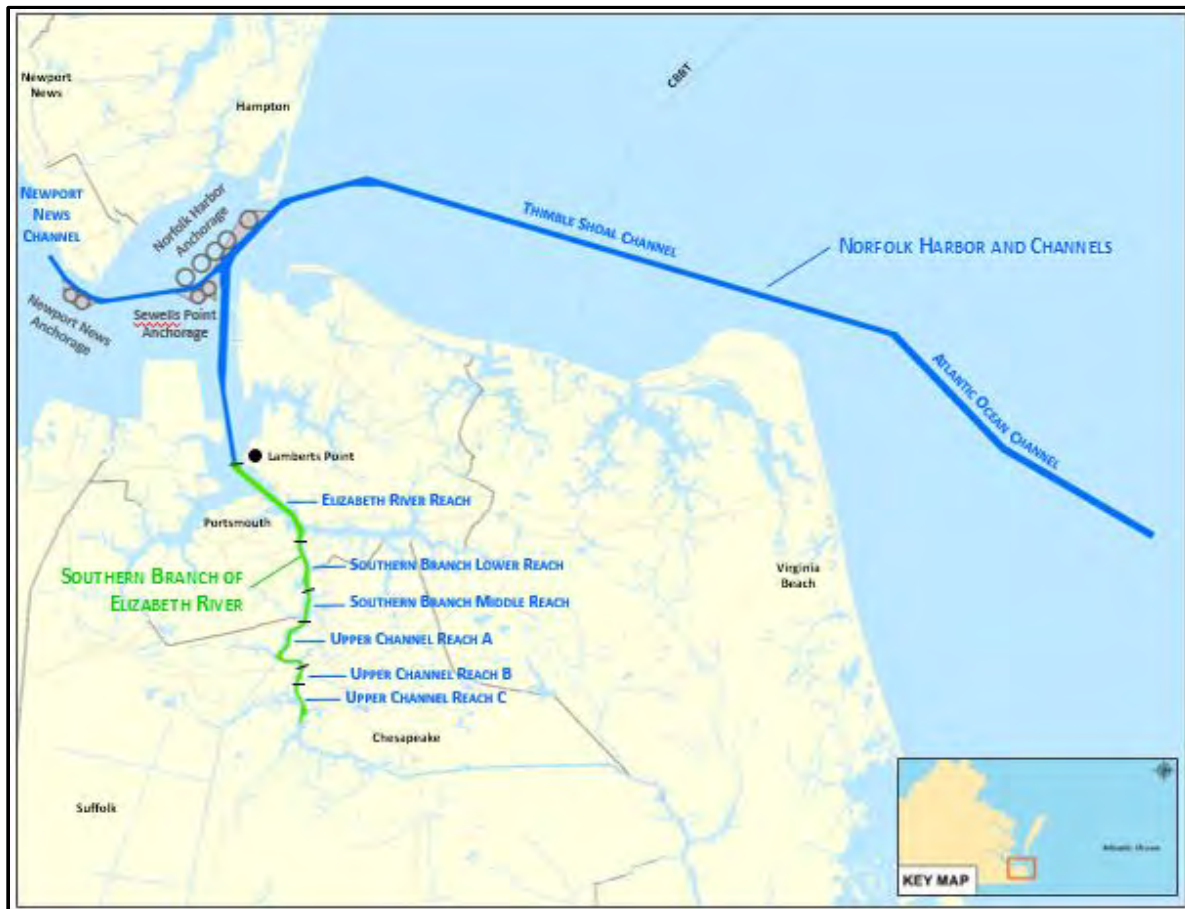 CBBT
Newport
News
Hampton
NEWPORT
NEWS
CHANNEL
Norfolk Harbor
Anchorage
THIMBLE SHOAL CHANNEL
NORFOLK HARBOR AND CHANNELS
Newport News
Anchorage
Sewells Point
Anchorage
ATLANTIC OCEAN CHANNEL
Lamberts Point
ELIZABETH RIVER REACH
Portsmouth
SOUTHERN BRANCH OF
ELIZABETH RIVER
SOUTHERN BRANCH LOWER REACH
Virginia
Beach
SOUTHERN BRANCH MIDDLE REACH
UPPER CHANNEL REACH A
UPPER CHANNEL REACH B
UPPER CHANNEL REACH C
Chesapeake
Suffolk
Atlantic Ocean
KEY MAP